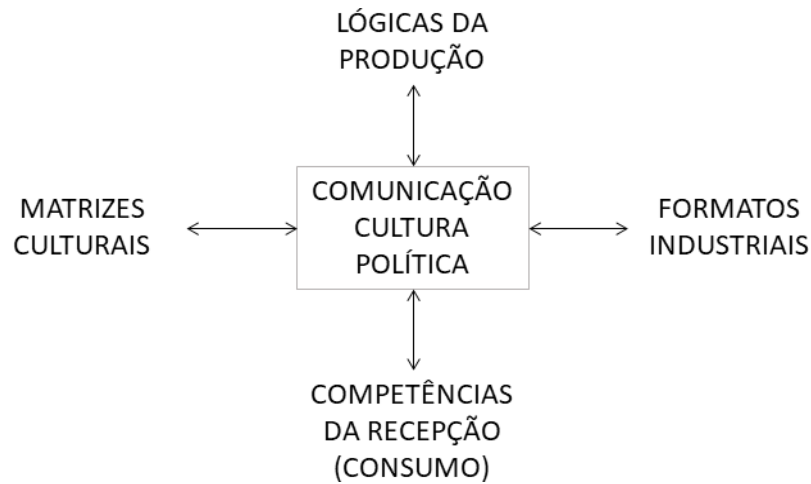 LÓGICAS DA
PRODUÇÃO
MATRIZES
CULTURAIS
COMUNICAÇÃO
CULTURA
POLÍTICA
FORMATOS
INDUSTRIAIS
COMPETÊNCIAS
DA RECEPÇÃO
(CONSUMO)